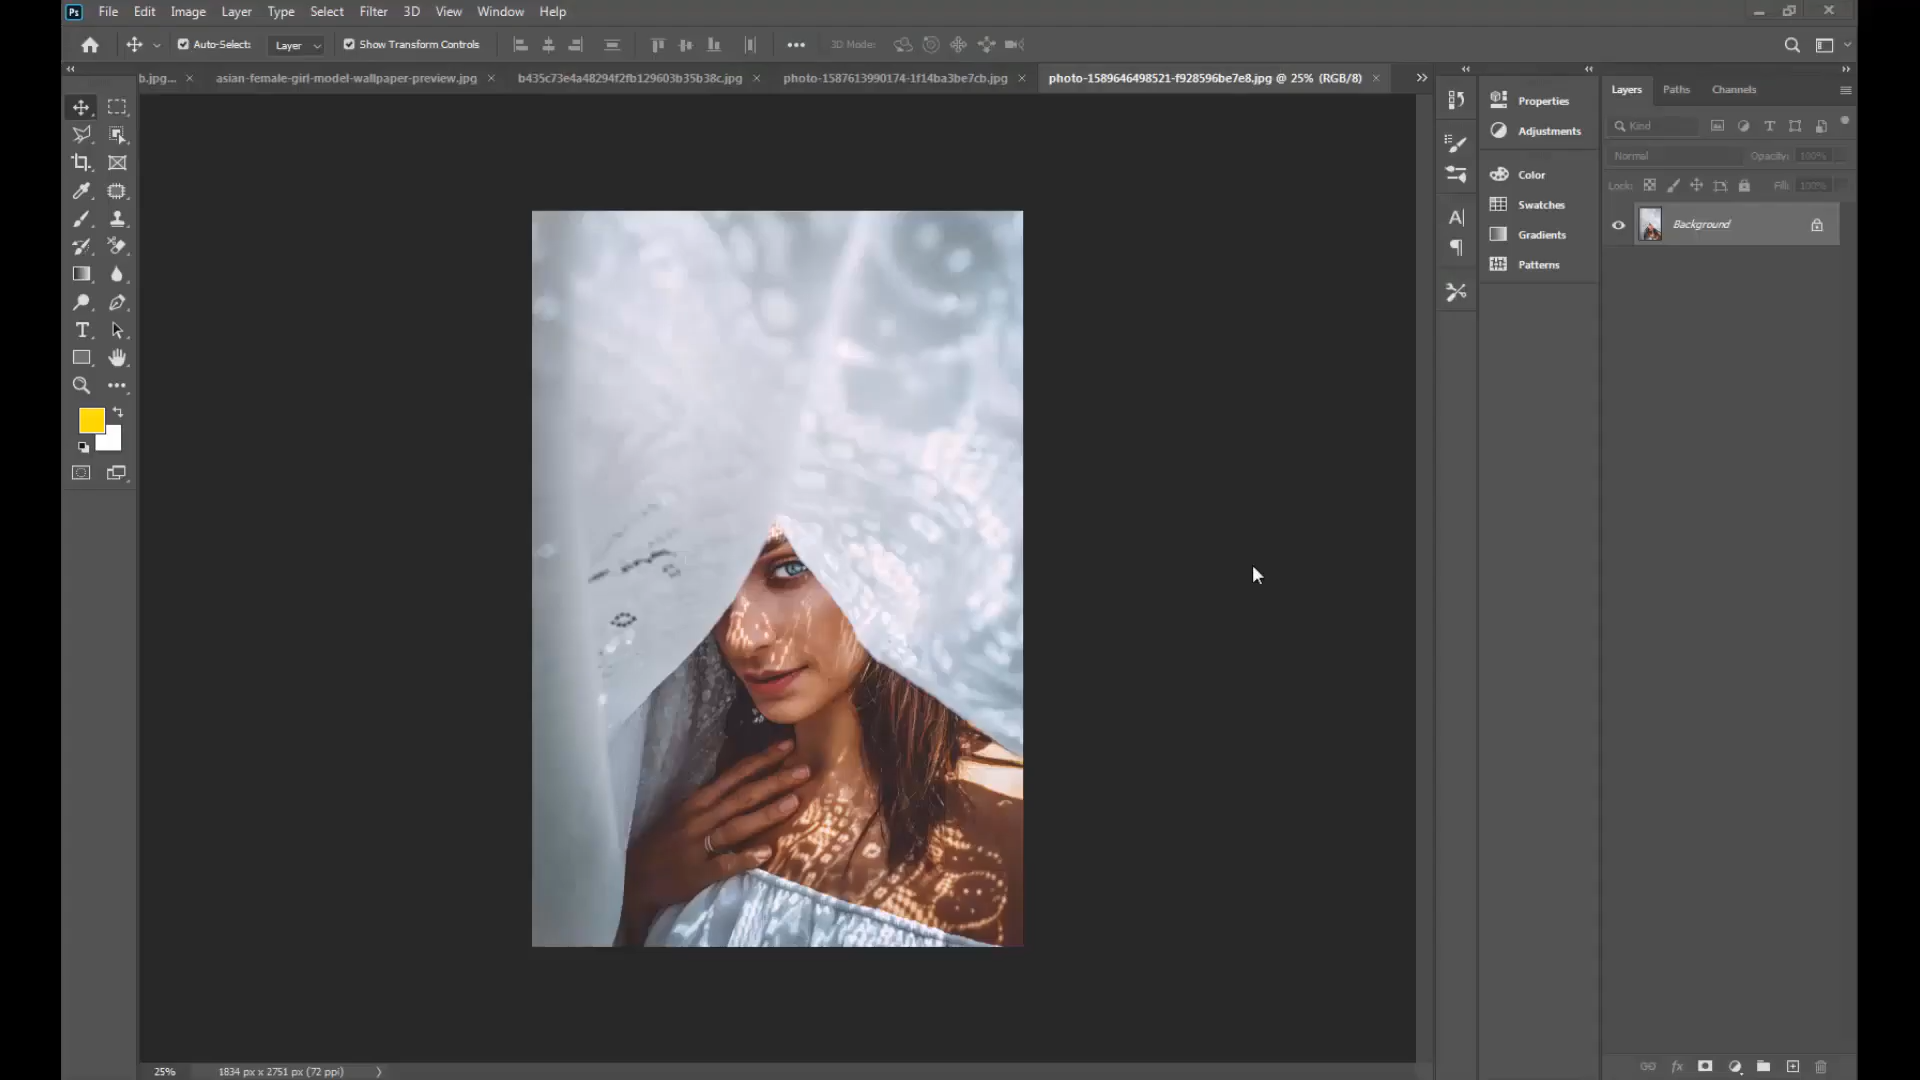 Ps File Edit Image Layer Type Select Filter 3D View Window Help
Auto-Select: Layer Show Transform Controls 3D Mode:
b.jpg... × asian-female-girl-model-wallpaper-preview.jpg × b435c73e4a48294f2fb129603b35b38c.jpg × photo-1587613990174-1f14ba3be7cb.jpg × photo-1589646498521-f928596be7e8.jpg @ 25% (RGB/8) ×
Properties
Adjustments
Color
Swatches
Gradients
Patterns
Layers Paths Channels
Kind
Normal Opacity: 100%
Lock: Fill: 100%
Background
fx
25% 1834 px x 2751 px (72 ppi)